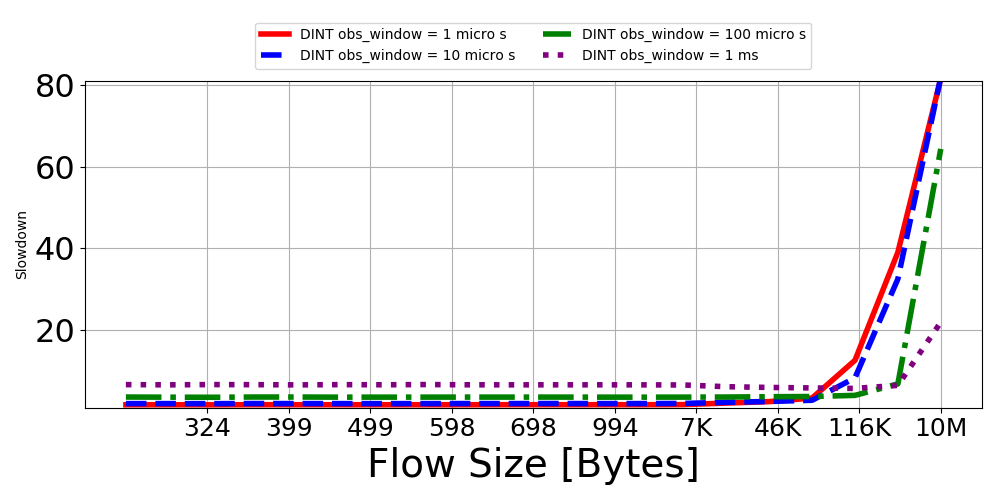 DINT obs_window = 1 micro s
DINT obs_window = 10 micro s
DINT obs_window = 100 micro s
DINT obs_window = 1 ms
80
60
40
20
Slowdown
324 399 499 598 698 994 7K 46K 116K 10M
Flow Size [Bytes]